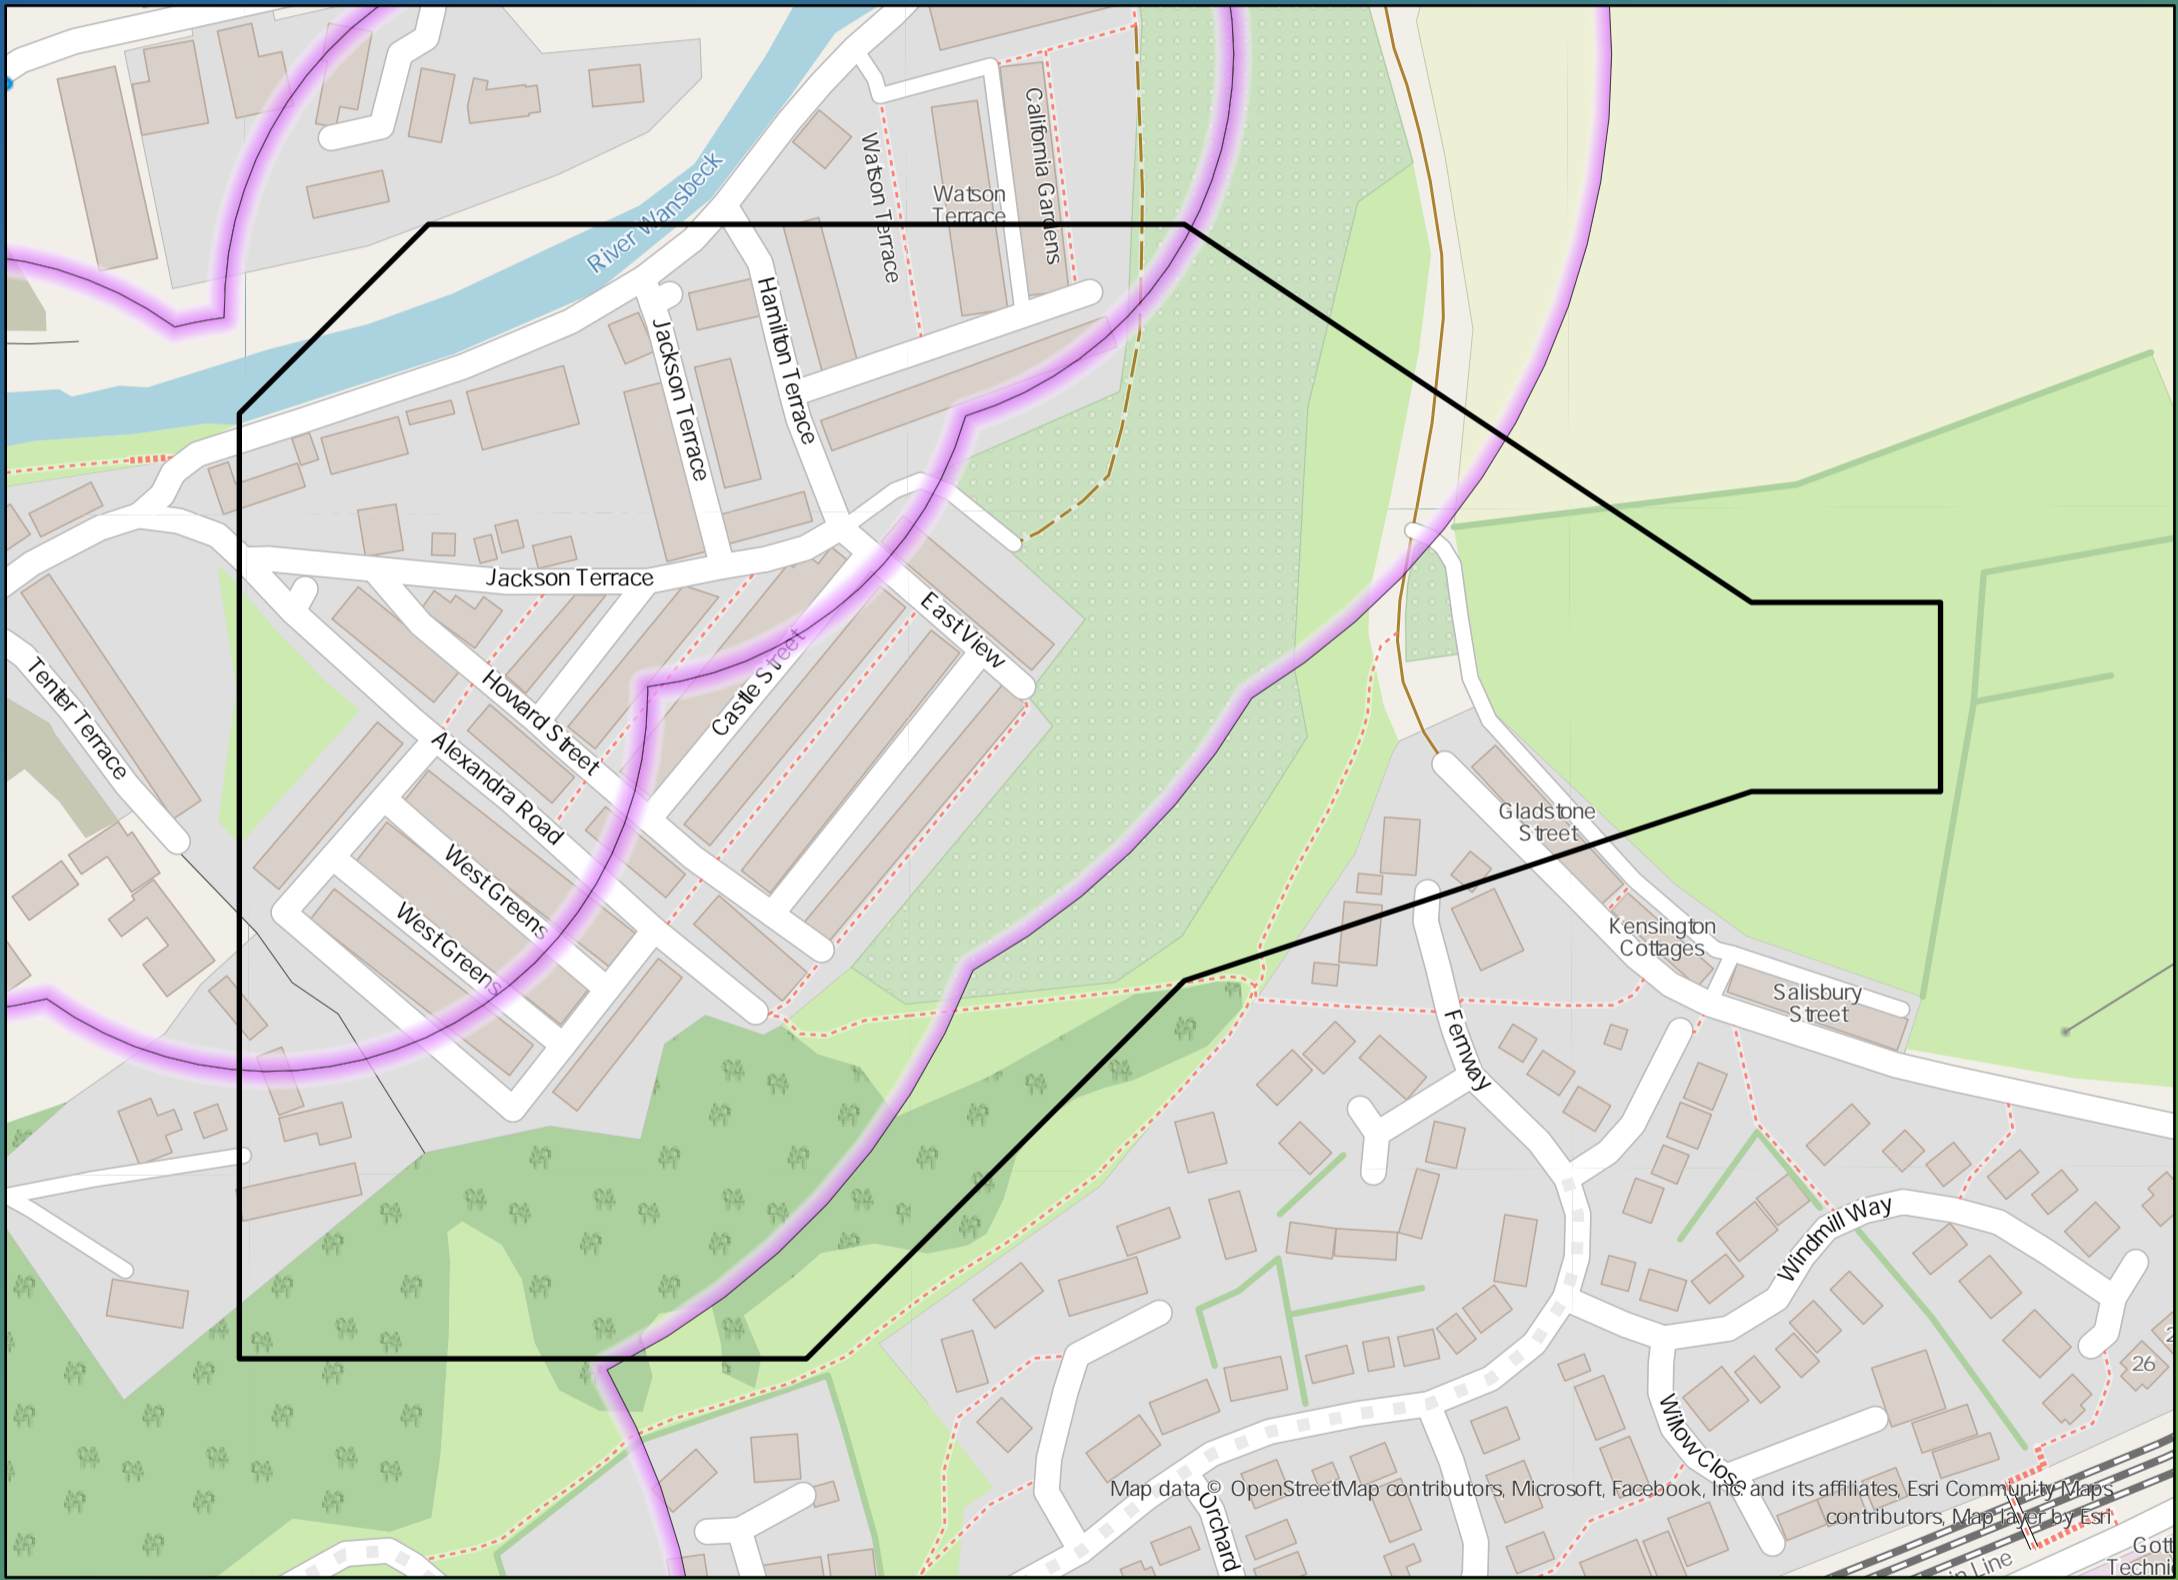 River Wansbeck
Watson Terrace
Watson
Terrace
California Gardens
Hamilton Terrace
Jackson Terrace
Jackson Terrace
East View
Castle Street
Howard Street
Alexandra Road
Tenter Terrace
West Greens
West Greens
Gladstone
Street
Kensington
Cottages
Salisbury
Street
Fernway
Windmill Way
Willow Close
26
Orchard
Map data © OpenStreetMap contributors, Microsoft, Facebook, Inc. and its affiliates, Esri Community Maps
contributors, Map layer by Esri
Line